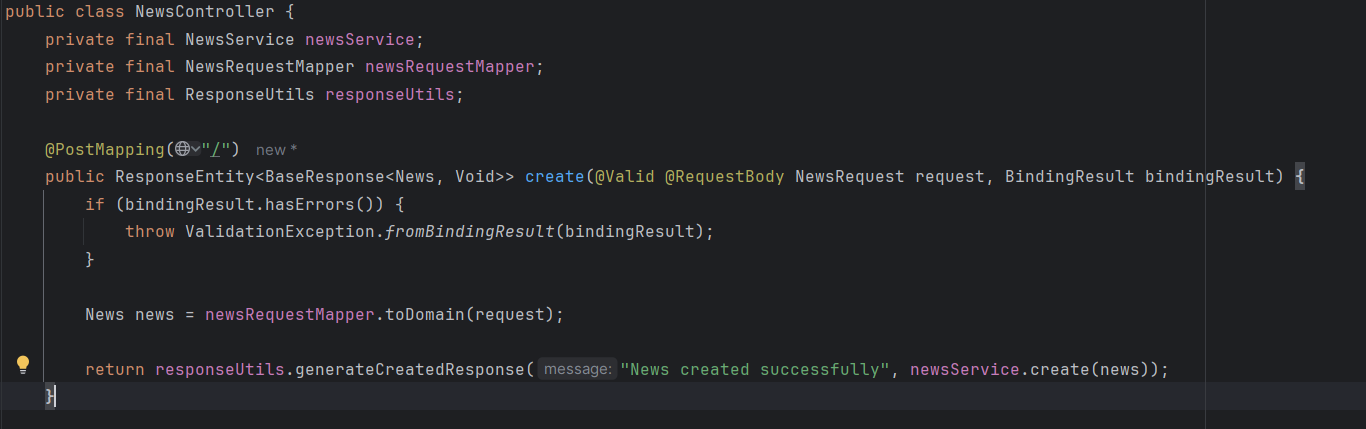 public class NewsController {
    private final NewsService newsService;
    private final NewsRequestMapper newsRequestMapper;
    private final ResponseUtils responseUtils;

    @PostMapping("/") new *
    public ResponseEntity<BaseResponse<News, Void>> create(@Valid @RequestBody NewsRequest request, BindingResult bindingResult) {
        if (bindingResult.hasErrors()) {
            throw ValidationException.fromBindingResult(bindingResult);
        }

        News news = newsRequestMapper.toDomain(request);

        return responseUtils.generateCreatedResponse( message: "News created successfully", newsService.create(news));
    }